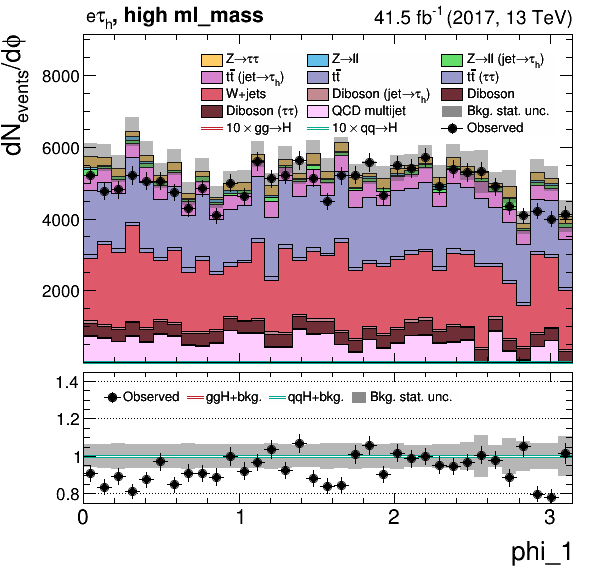 eτh, high ml_mass 41.5 fb⁻¹ (2017, 13 TeV)
dNevents/dϕ
8000
6000
4000
2000
Z→ττ Z→ll Z→ll (jet→τh)
tt̄ (jet→τh) tt̄ tt̄ (ττ)
W+jets Diboson (jet→τh) Diboson
Diboson (ττ) QCD multijet Bkg. stat. unc.
10 × gg→H 10 × qq→H Observed
1.4
1.2
1
0.8
Observed ggH+bkg. qqH+bkg. Bkg. stat. unc.
0 1 2 3
phi_1